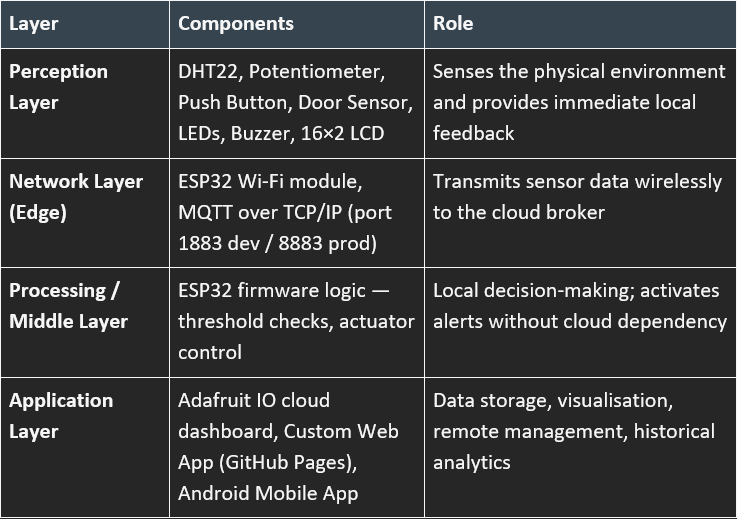 Layer
Components
Role
Perception
Layer
DHT22, Potentiometer,
Push Button, Door Sensor,
LEDs, Buzzer, 16×2 LCD
Senses the physical environment
and provides immediate local
feedback
Network Layer
(Edge)
ESP32 Wi-Fi module,
MQTT over TCP/IP (port
1883 dev / 8883 prod)
Transmits sensor data wirelessly
to the cloud broker
Processing /
Middle Layer
ESP32 firmware logic —
threshold checks, actuator
control
Local decision-making; activates
alerts without cloud dependency
Application
Layer
Adafruit IO cloud
dashboard, Custom Web
App (GitHub Pages),
Android Mobile App
Data storage, visualisation,
remote management, historical
analytics